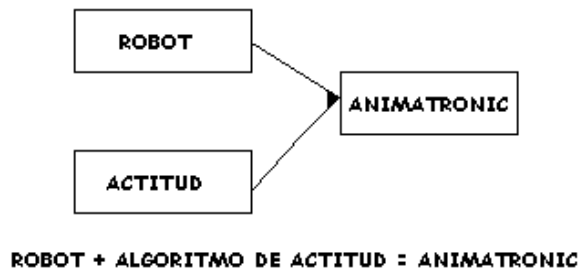 ROBOT
ANIMATRONIC
ACTITUD
ROBOT + ALGORITMO DE ACTITUD = ANIMATRONIC